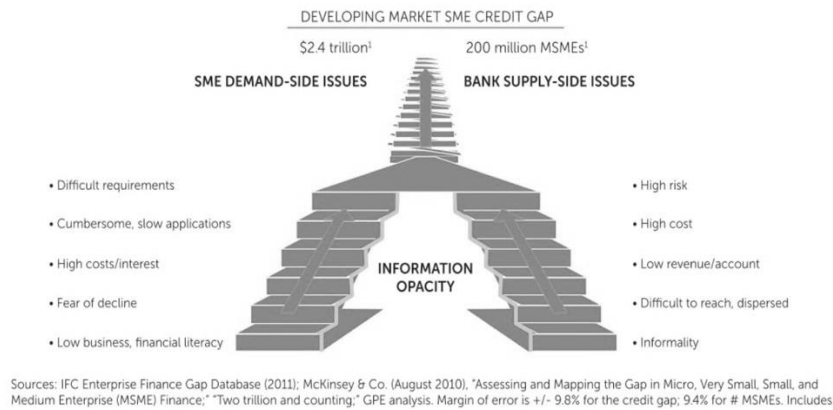 DEVELOPING MARKET SME CREDIT GAP
$2.4 trillion¹
200 million MSMEs¹
SME DEMAND-SIDE ISSUES
BANK SUPPLY-SIDE ISSUES
• Difficult requirements
• Cumbersome, slow applications
• High costs/interest
• Fear of decline
• Low business, financial literacy
INFORMATION
OPACITY
• High risk
• High cost
• Low revenue/account
• Difficult to reach, dispersed
• Informality
Sources: IFC Enterprise Finance Gap Database (2011); McKinsey & Co. (August 2010), "Assessing and Mapping the Gap in Micro, Very Small, Small, and
Medium Enterprise (MSME) Finance;" "Two trillion and counting;" GPE analysis. Margin of error is +/- 9.8% for the credit gap; 9.4% for # MSMEs. Includes